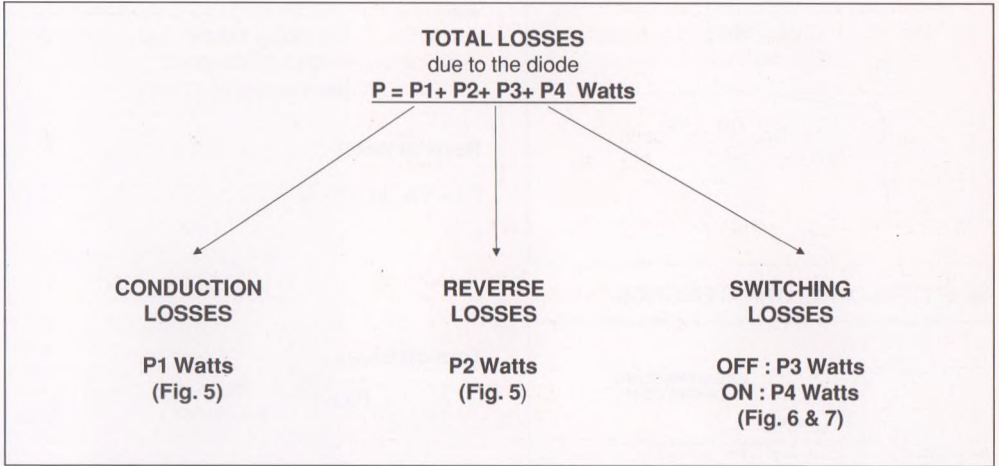 TOTAL LOSSES
due to the diode
P = P1+ P2+ P3+ P4 Watts
CONDUCTION
LOSSES
P1 Watts
(Fig. 5)
REVERSE
LOSSES
P2 Watts
(Fig. 5)
SWITCHING
LOSSES
OFF : P3 Watts
ON : P4 Watts
(Fig. 6 & 7)